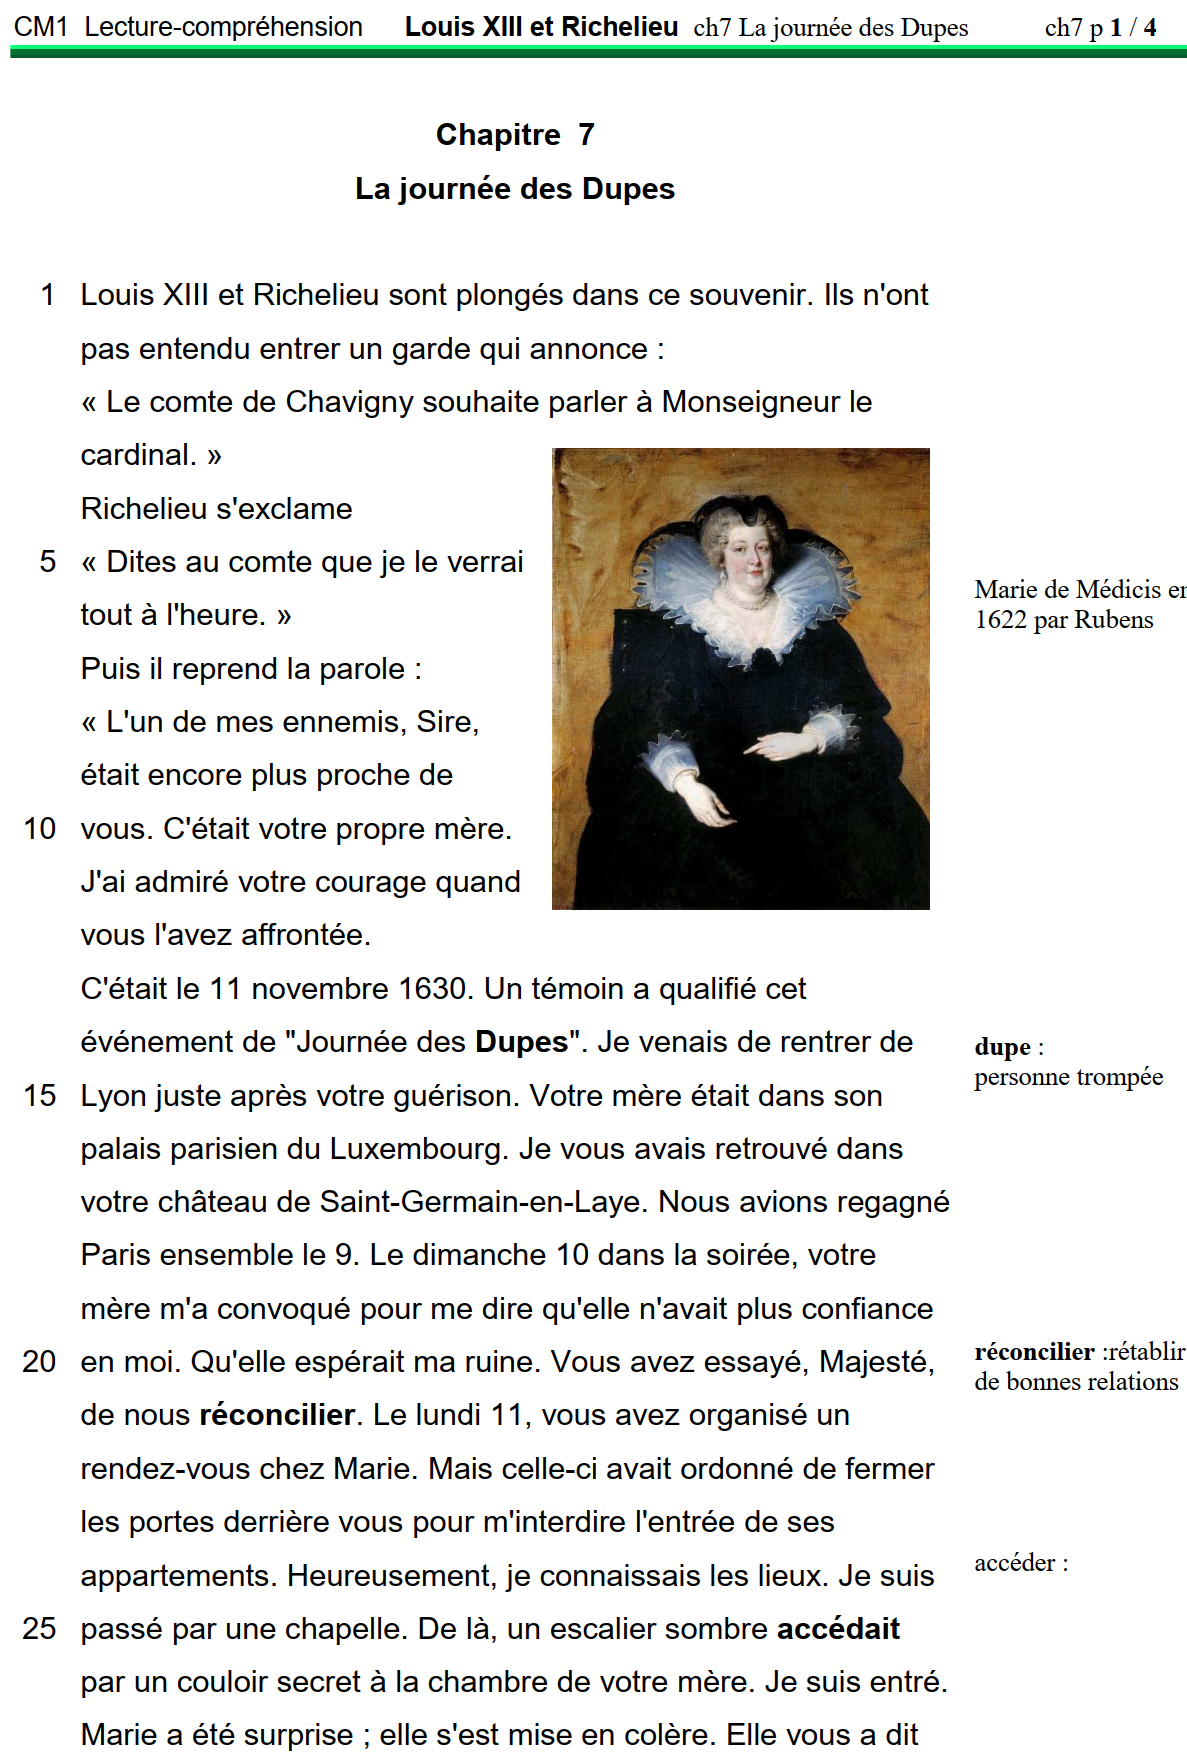 CM1 Lecture-compréhension Louis XIII et Richelieu ch7 La journée des Dupes ch7 p 1 / 4
Chapitre 7
La journée des Dupes
1 Louis XIII et Richelieu sont plongés dans ce souvenir. Ils n'ont
pas entendu entrer un garde qui annonce :
« Le comte de Chavigny souhaite parler à Monseigneur le
cardinal. »
Richelieu s'exclame
5 « Dites au comte que je le verrai
tout à l'heure. »
Puis il reprend la parole :
« L'un de mes ennemis, Sire,
était encore plus proche de
10 vous. C'était votre propre mère.
J'ai admiré votre courage quand
vous l'avez affrontée.
Marie de Médicis en
1622 par Rubens
C'était le 11 novembre 1630. Un témoin a qualifié cet
événement de "Journée des Dupes". Je venais de rentrer de
15 Lyon juste après votre guérison. Votre mère était dans son
palais parisien du Luxembourg. Je vous avais retrouvé dans
votre château de Saint-Germain-en-Laye. Nous avions regagné
Paris ensemble le 9. Le dimanche 10 dans la soirée, votre
mère m'a convoqué pour me dire qu'elle n'avait plus confiance
20 en moi. Qu'elle espérait ma ruine. Vous avez essayé, Majesté,
de nous réconcilier. Le lundi 11, vous avez organisé un
rendez-vous chez Marie. Mais celle-ci avait ordonné de fermer
les portes derrière vous pour m'interdire l'entrée de ses
appartements. Heureusement, je connaissais les lieux. Je suis
25 passé par une chapelle. De là, un escalier sombre accédait
par un couloir secret à la chambre de votre mère. Je suis entré.
Marie a été surprise ; elle s'est mise en colère. Elle vous a dit
dupe :
personne trompée
réconcilier :rétablir
de bonnes relations
accéder :